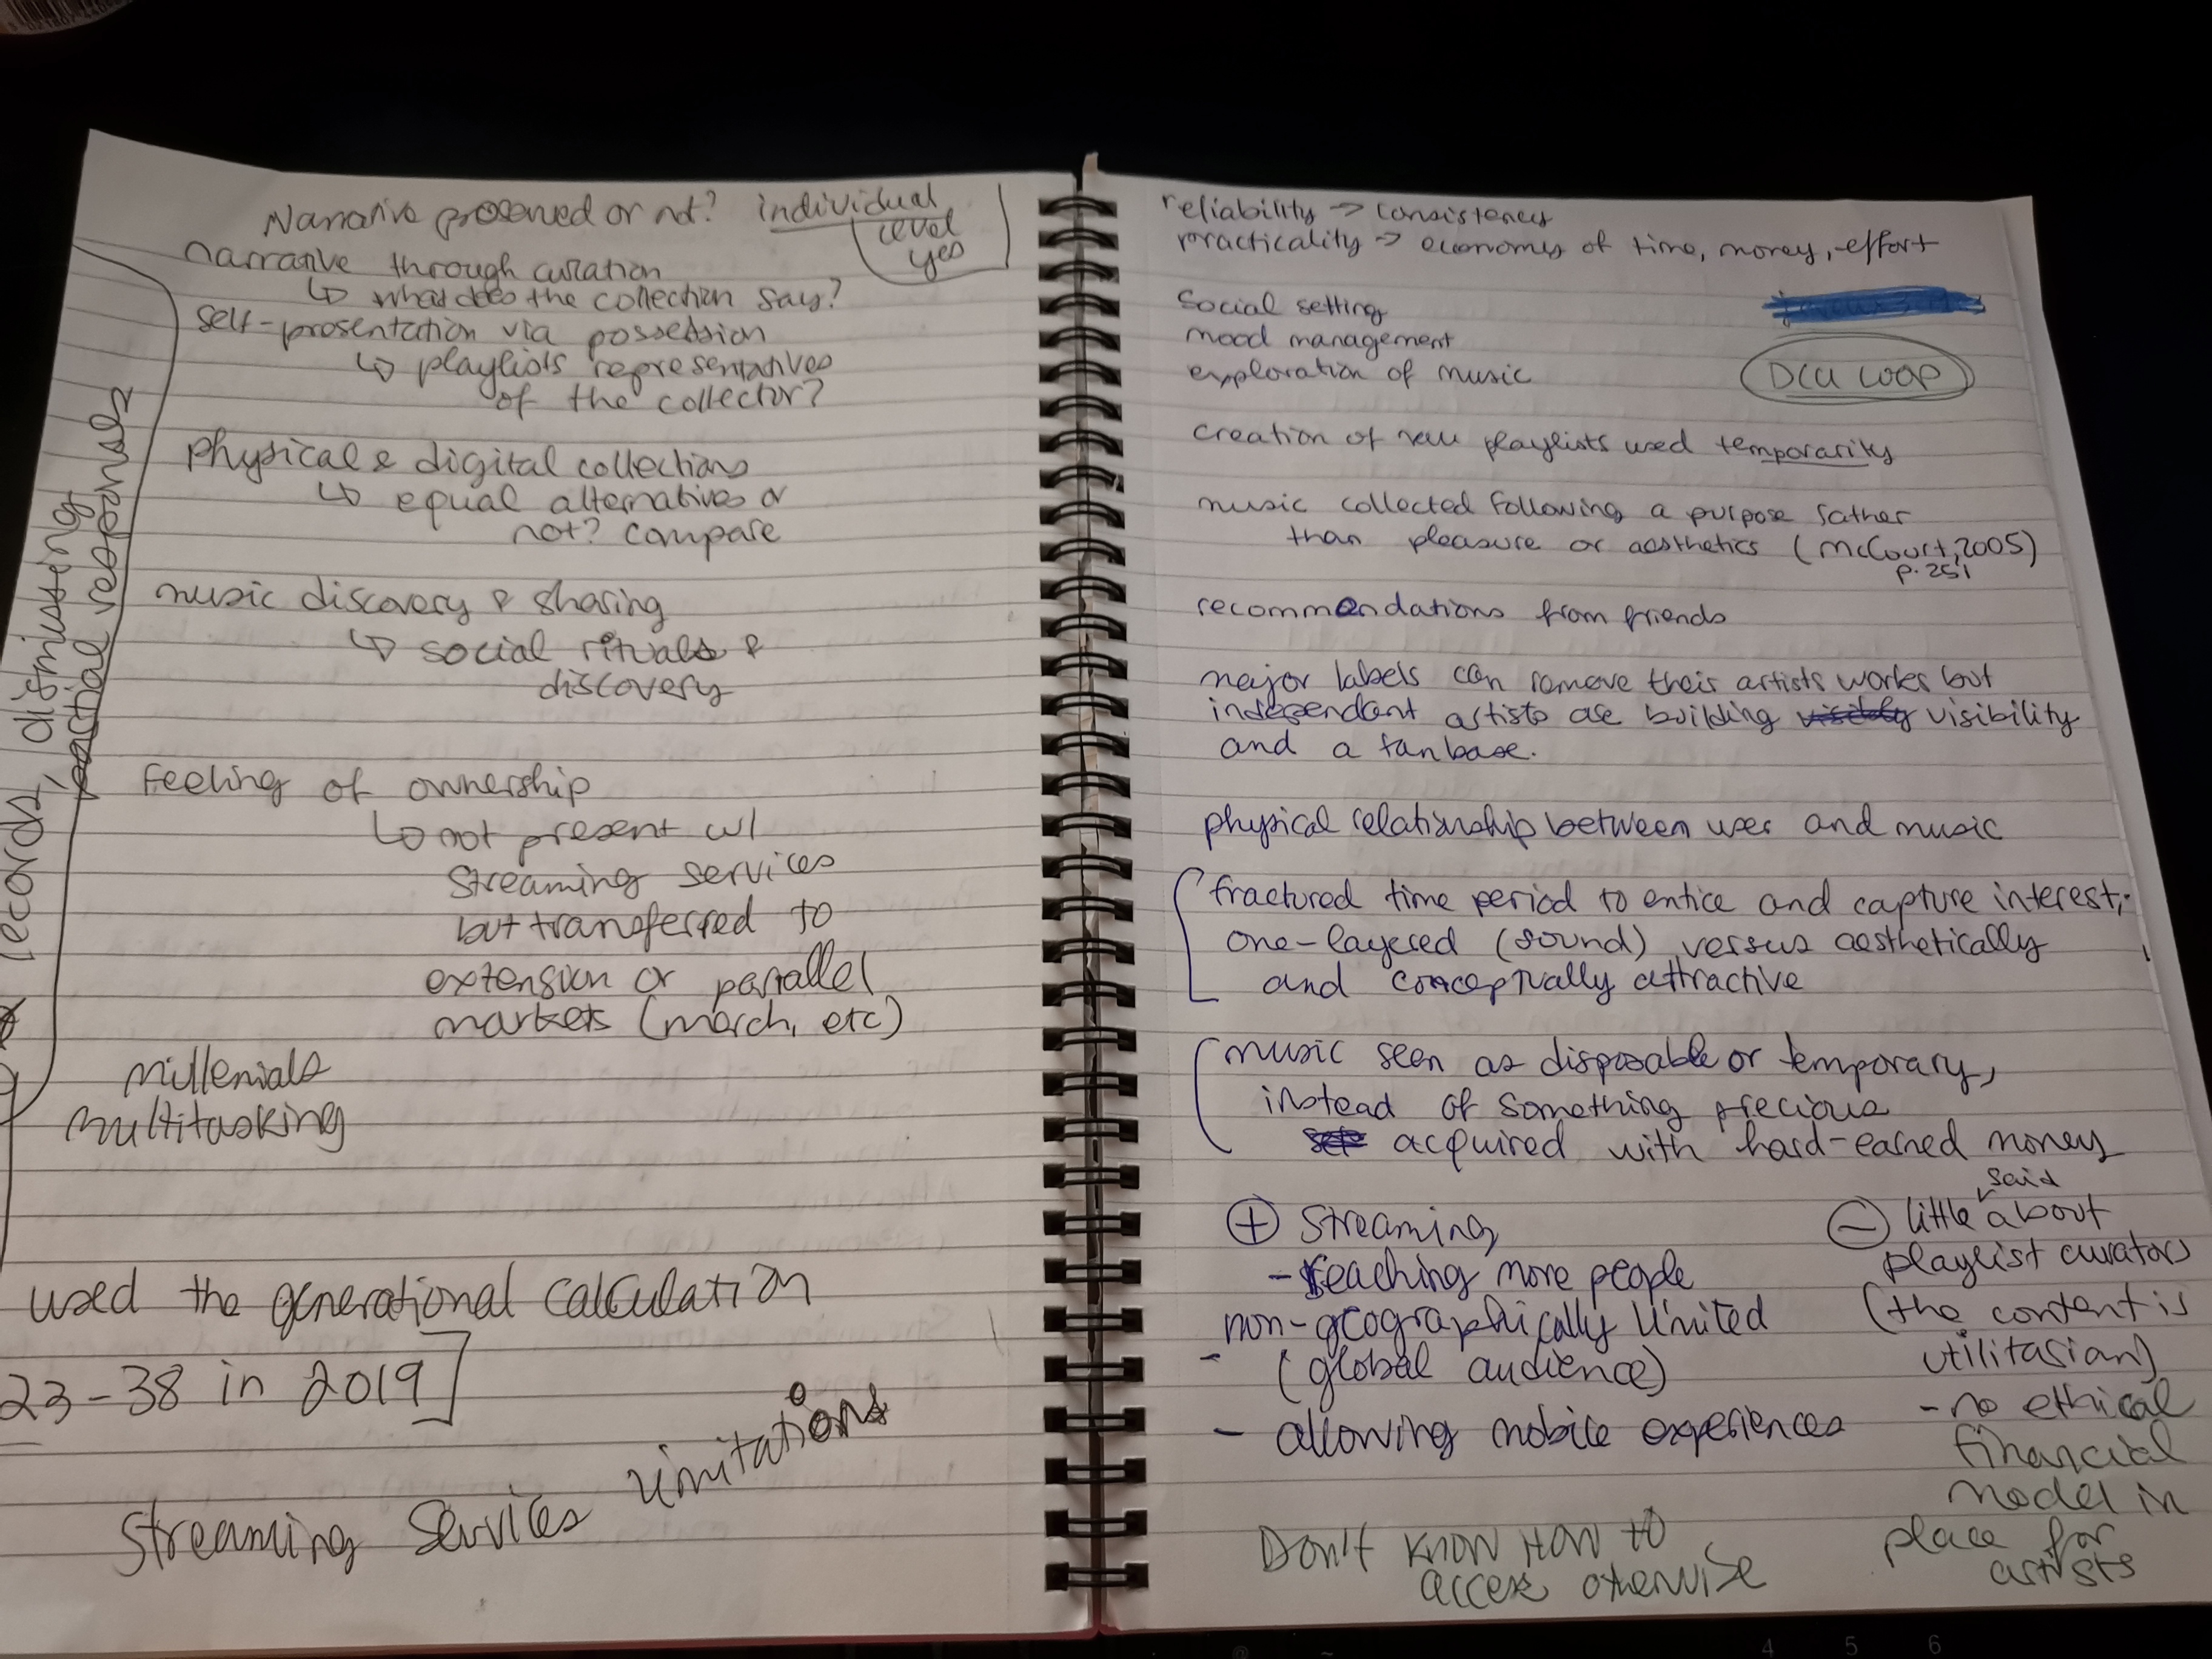 Narrative preserved or not? individual
level
yes
narrative through curation
↳ what does the collection say?
self-presentation via possession
↳ playlists representatives
of the collector?
physical & digital collections
↳ equal alternatives or
not? compare
music discovery & sharing
↳ social rituals &
discovery
Feeling of ownership
↳ not present w/
streaming services
but transferred to
extension or parallel
markets (merch, etc)
Millenials
multitasking
records, dismissing
partial responses
used the generational calculation
23-38 in 2019]
Streaming Services limitations
reliability → consistency
practicality → economy of time, money, effort
Social setting
mood management
exploration of music
DCU LOOP
creation of new playlists used temporarily
music collected following a purpose rather
than pleasure or aesthetics (McCourt, 2005)
p. 251
recommendations from friends
major labels can remove their artists works but
independant artists are building visibility
and a fanbase.
physical relationship between user and music
fractured time period to entice and capture interest;
one-layered (sound) versus aesthetically
and conceptually attractive
music seen as disposable or temporary,
instead of something precious
acquired with hard-earned money
+ Streaming
- reaching more people
non-geographically limited
- (global audience)
- allowing mobile experiences
Don't know how to
access otherwise
- little said about
playlist curators
(the content is
utilitarian)
- no ethical
financial
model in
place for
artists
4 5 6